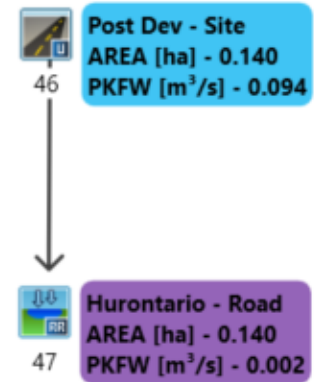 Post Dev - Site
AREA [ha] - 0.140
PKFW [m³/s] - 0.094
U
46
RR
Hurontario - Road
AREA [ha] - 0.140
PKFW [m³/s] - 0.002
47